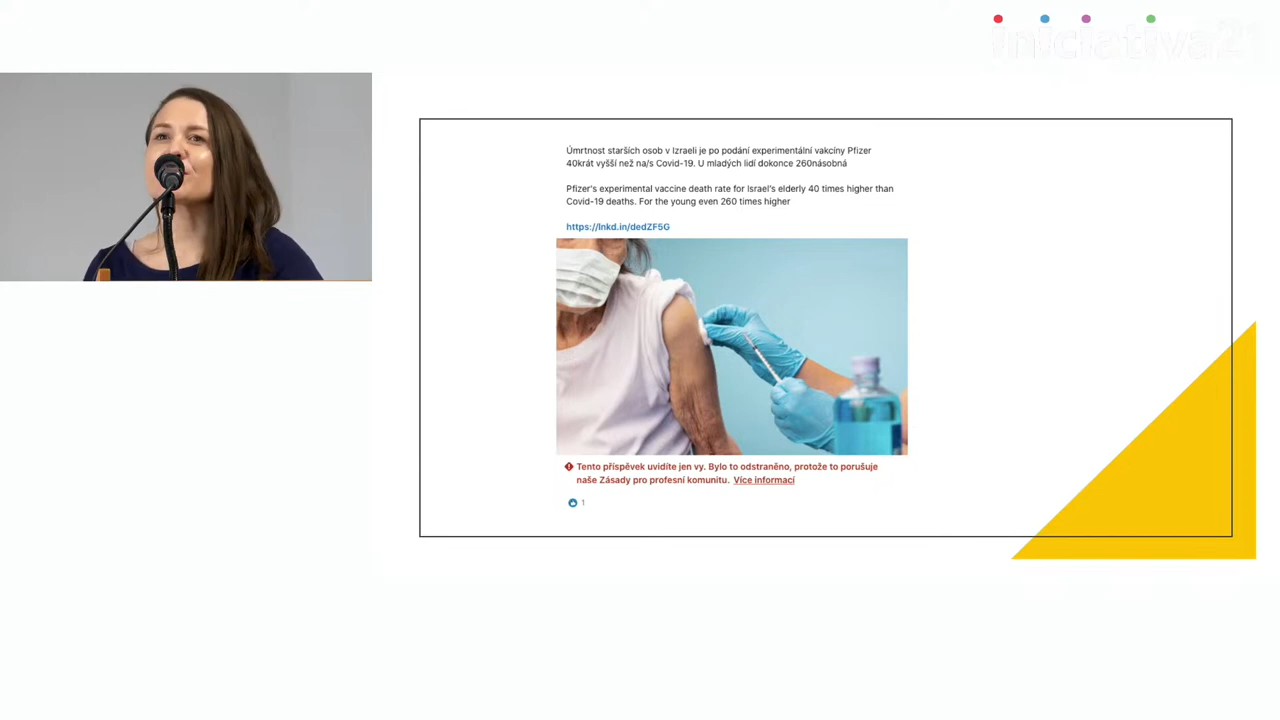 iniciativa21
Úmrtnost starších osob v Izraeli je po podání experimentální vakcíny Pfizer
40krát vyšší než na/s Covid-19. U mladých lidí dokonce 260násobná
Pfizer's experimental vaccine death rate for Israel's elderly 40 times higher than
Covid-19 deaths. For the young even 260 times higher
https://lnkd.in/dedZF5G
Tento příspěvek uvidíte jen vy. Bylo to odstraněno, protože to porušuje
naše Zásady pro profesní komunitu. Více informací
1